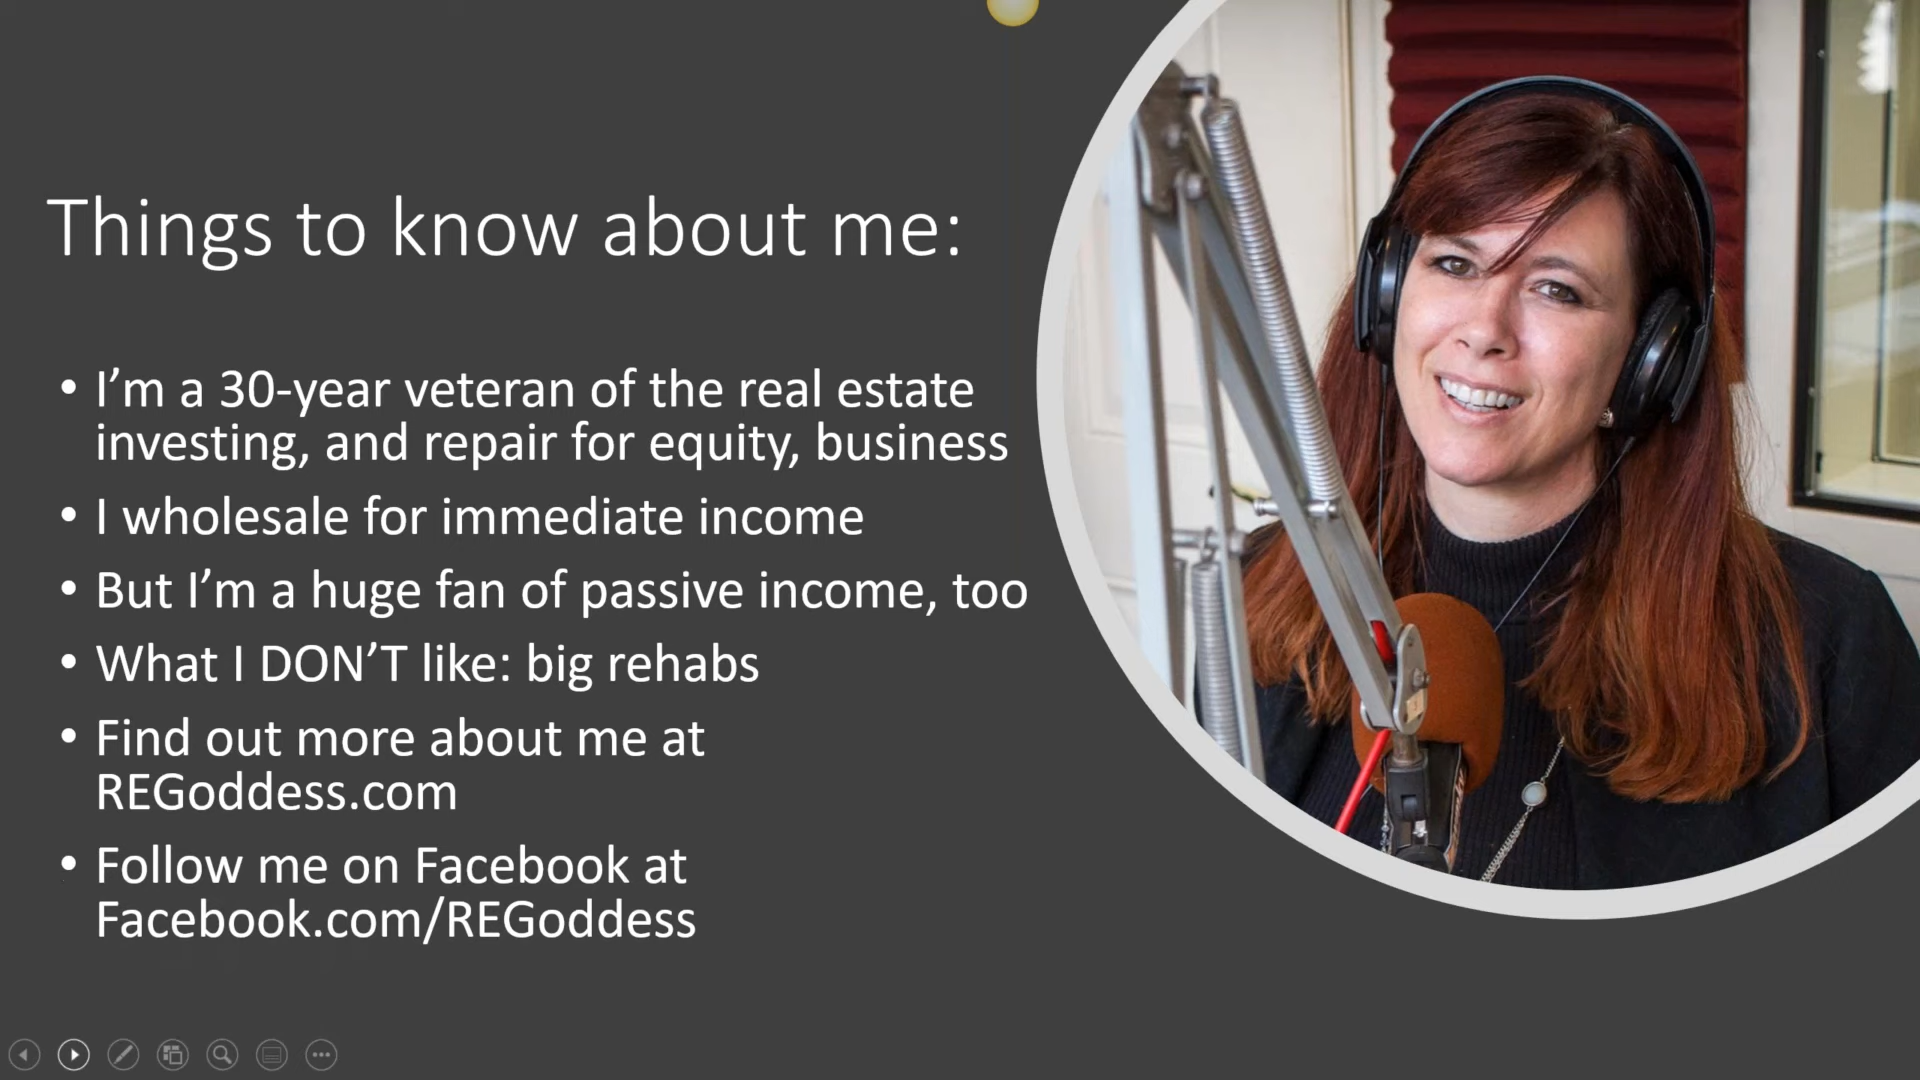 Things to know about me:
• I’m a 30-year veteran of the real estate
investing, and repair for equity, business
• I wholesale for immediate income
• But I’m a huge fan of passive income, too
• What I DON’T like: big rehabs
• Find out more about me at
REGoddess.com
• Follow me on Facebook at
Facebook.com/REGoddess